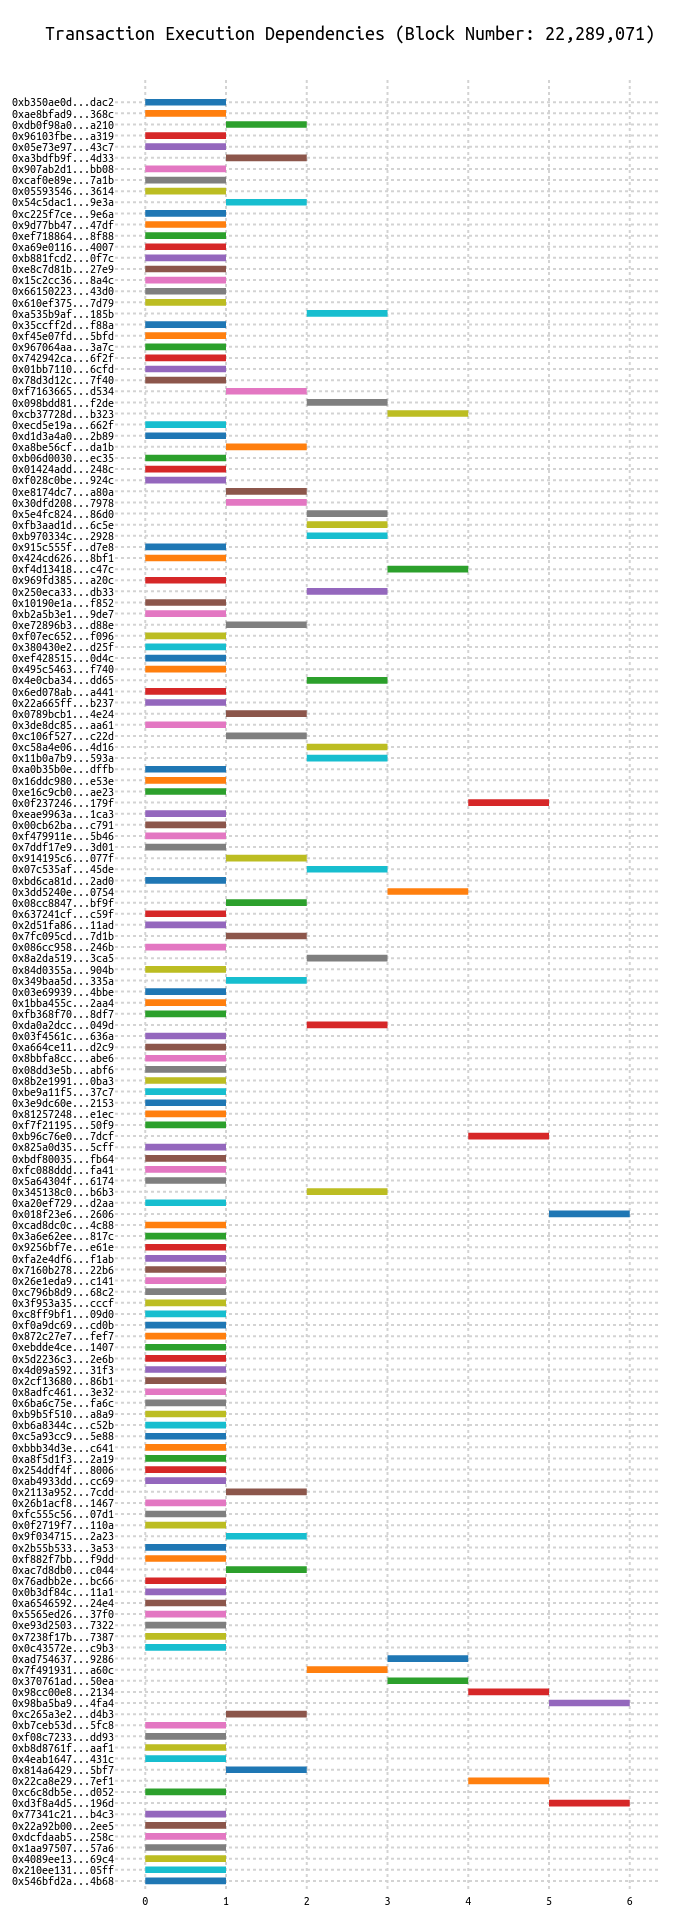 Transaction Execution Dependencies (Block Number: 22,289,071)
0xb350ae0d...dac2
0xae8bfad9...368c
0xdb0f98a0...a210
0x96103fbe...a319
0x05e73e97...43c7
0xa3bdfb9f...4d33
0x907ab2d1...bb08
0xcaf0e89e...7a1b
0x05593546...3614
0x54c5dac1...9e3a
0xc225f7ce...9e6a
0x9d77bb47...47df
0xef718864...8f88
0xa69e0116...4007
0xb881fcd2...0f7c
0xe8c7d81b...27e9
0x15c2cc36...8a4c
0x66150223...43d0
0x610ef375...7d79
0xa535b9af...185b
0x35ccff2d...f88a
0xf45e07fd...5bfd
0x967064aa...3a7c
0x742942ca...6f2f
0x01bb7110...6cfd
0x78d3d12c...7f40
0xf7163665...d534
0x098bdd81...f2de
0xcb37728d...b323
0xecd5e19a...662f
0xd1d3a4a0...2b89
0xa8be56cf...da1b
0xb06d0030...ec35
0x01424add...248c
0xf028c0be...924c
0xe8174dc7...a80a
0x30dfd208...7978
0x5e4fc824...86d0
0xfb3aad1d...6c5e
0xb970334c...2928
0x915c555f...d7e8
0x424cd626...8bf1
0xf4d13418...c47c
0x969fd385...a20c
0x250eca33...db33
0x10190e1a...f852
0xb2a5b3e1...9de7
0xe72896b3...d88e
0xf07ec652...f096
0x380430e2...d25f
0xef428515...0d4c
0x495c5463...f740
0x4e0cba34...dd65
0x6ed078ab...a441
0x22a665ff...b237
0x0789bcb1...4e24
0x3de8dc85...aa61
0xc106f527...c22d
0xc58a4e06...4d16
0x11b0a7b9...593a
0xa0b35b0e...dffb
0x16ddc980...e53e
0xe16c9cb0...ae23
0x0f237246...179f
0xeae9963a...1ca3
0x00cb62ba...c791
0xf479911e...5b46
0x7ddf17e9...3d01
0x914195c6...077f
0x07c535af...45de
0xbd6ca81d...2ad0
0x3dd5240e...0754
0x08cc8847...bf9f
0x637241cf...c59f
0x2d51fa86...11ad
0x7fc095cd...7d1b
0x086cc958...246b
0x8a2da519...3ca5
0x84d0355a...904b
0x349baa5d...335a
0x03e69939...4bbe
0x1bba455c...2aa4
0xfb368f70...8df7
0xda0a2dcc...049d
0x03f4561c...636a
0xa664ce11...d2c9
0x8bbfa8cc...abe6
0x08dd3e5b...abf6
0x8b2e1991...0ba3
0xbe9a11f5...37c7
0x3e9dc60e...2153
0x81257248...e1ec
0xf7f21195...50f9
0xb96c76e0...7dcf
0x825a0d35...5cff
0xbdf80035...fb64
0xfc088ddd...fa41
0x5a64304f...6174
0x345138c0...b6b3
0xa20ef729...d2aa
0x018f23e6...2606
0xcad8dc0c...4c88
0x3a6e62ee...817c
0x9256bf7e...e61e
0xfa2e4df6...f1ab
0x7160b278...22b6
0x26e1eda9...c141
0xc796b8d9...68c2
0x3f953a35...cccf
0xc8ff9bf1...09d0
0xf0a9dc69...cd0b
0x872c27e7...fef7
0xebdde4ce...1407
0x5d2236c3...2e6b
0x4d09a592...31f3
0x2cf13680...86b1
0x8adfc461...3e32
0x6ba6c75e...fa6c
0xb9b5f510...a8a9
0xb6a8344c...c52b
0xc5a93cc9...5e88
0xbbb34d3e...c641
0xa8f5d1f3...2a19
0x254ddf4f...8006
0xab4933dd...cc69
0x2113a952...7cdd
0x26b1acf8...1467
0xfc555c56...07d1
0x0f2719f7...110a
0x9f034715...2a23
0x2b55b533...3a53
0xf882f7bb...f9dd
0xac7d8db0...c044
0x76adbb2e...bc66
0x0b3df84c...11a1
0xa6546592...24e4
0x5565ed26...37f0
0xe93d2503...7322
0x7238f17b...7387
0x0c43572e...c9b3
0xad754637...9286
0x7f491931...a60c
0x370761ad...50ea
0x98cc00e8...2134
0x98ba5ba9...4fa4
0xc265a3e2...d4b3
0xb7ceb53d...5fc8
0xf08c7233...dd93
0xb8d8761f...aaf1
0x4eab1647...431c
0x814a6429...5bf7
0x22ca8e29...7ef1
0xc6c8db5e...d052
0xd3f8a4d5...196d
0x77341c21...b4c3
0x22a92b00...2ee5
0xdcfdaab5...258c
0x1aa97507...57a6
0x4089ee13...69c4
0x210ee131...05ff
0x546bfd2a...4b68
0 1 2 3 4 5 6